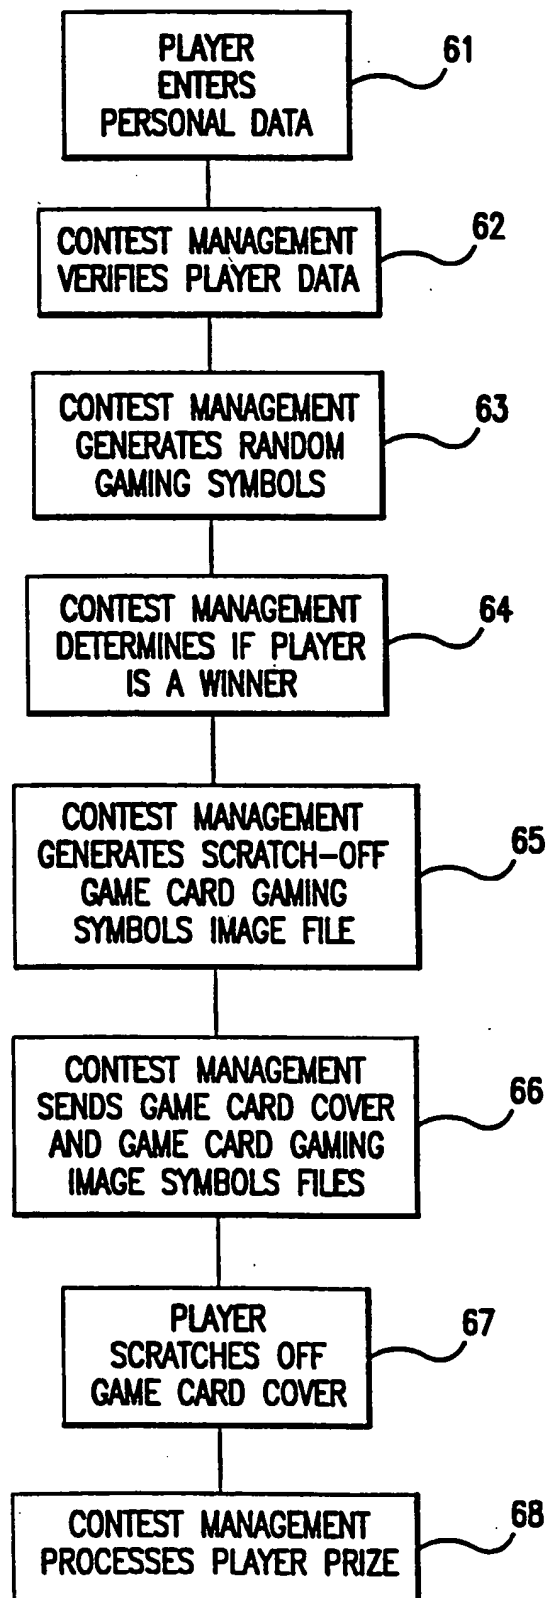 PLAYER
ENTERS
PERSONAL DATA
61
CONTEST MANAGEMENT
VERIFIES PLAYER DATA
62
CONTEST MANAGEMENT
GENERATES RANDOM
GAMING SYMBOLS
63
CONTEST MANAGEMENT
DETERMINES IF PLAYER
IS A WINNER
64
CONTEST MANAGEMENT
GENERATES SCRATCH-OFF
GAME CARD GAMING
SYMBOLS IMAGE FILE
65
CONTEST MANAGEMENT
SENDS GAME CARD COVER
AND GAME CARD GAMING
IMAGE SYMBOLS FILES
66
PLAYER
SCRATCHES OFF
GAME CARD COVER
67
CONTEST MANAGEMENT
PROCESSES PLAYER PRIZE
68